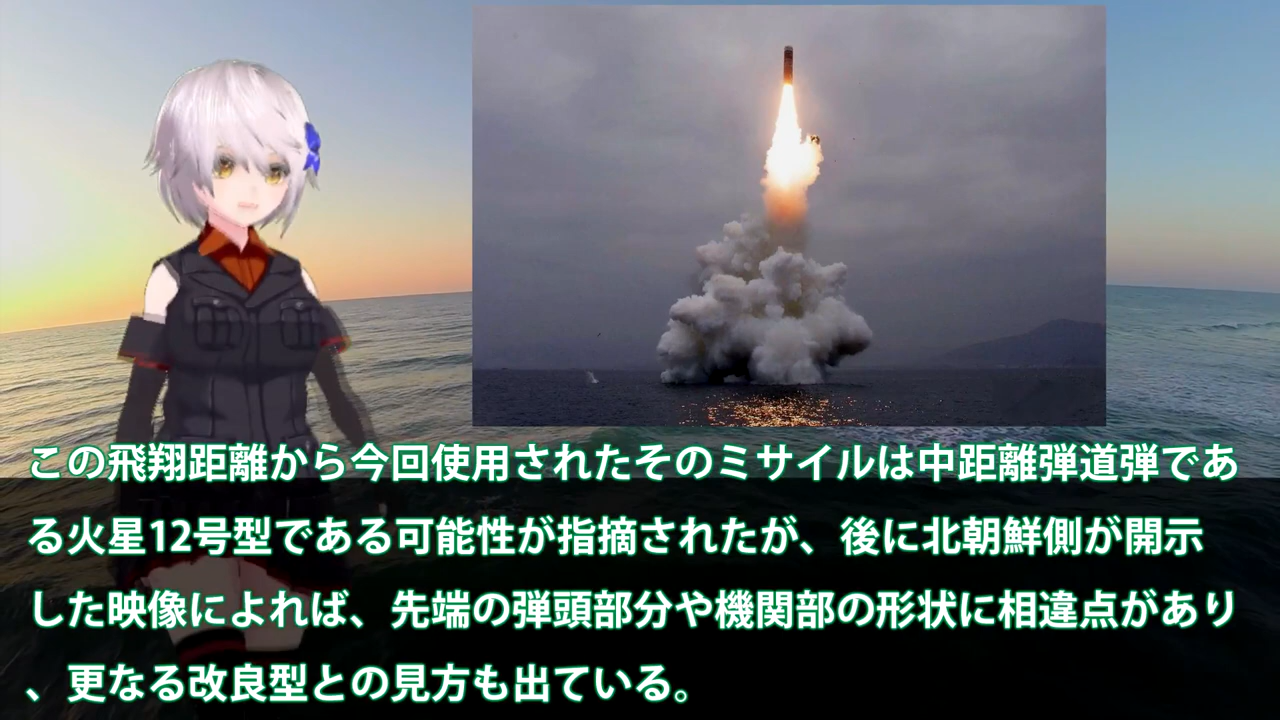 この飛翔距離から今回使用されたそのミサイルは中距離弾道弾であ
る火星12号型である可能性が指摘されたが、後に北朝鮮側が開示
した映像によれば、先端の弾頭部分や機関部の形状に相違点があり
、更なる改良型との見方も出ている。